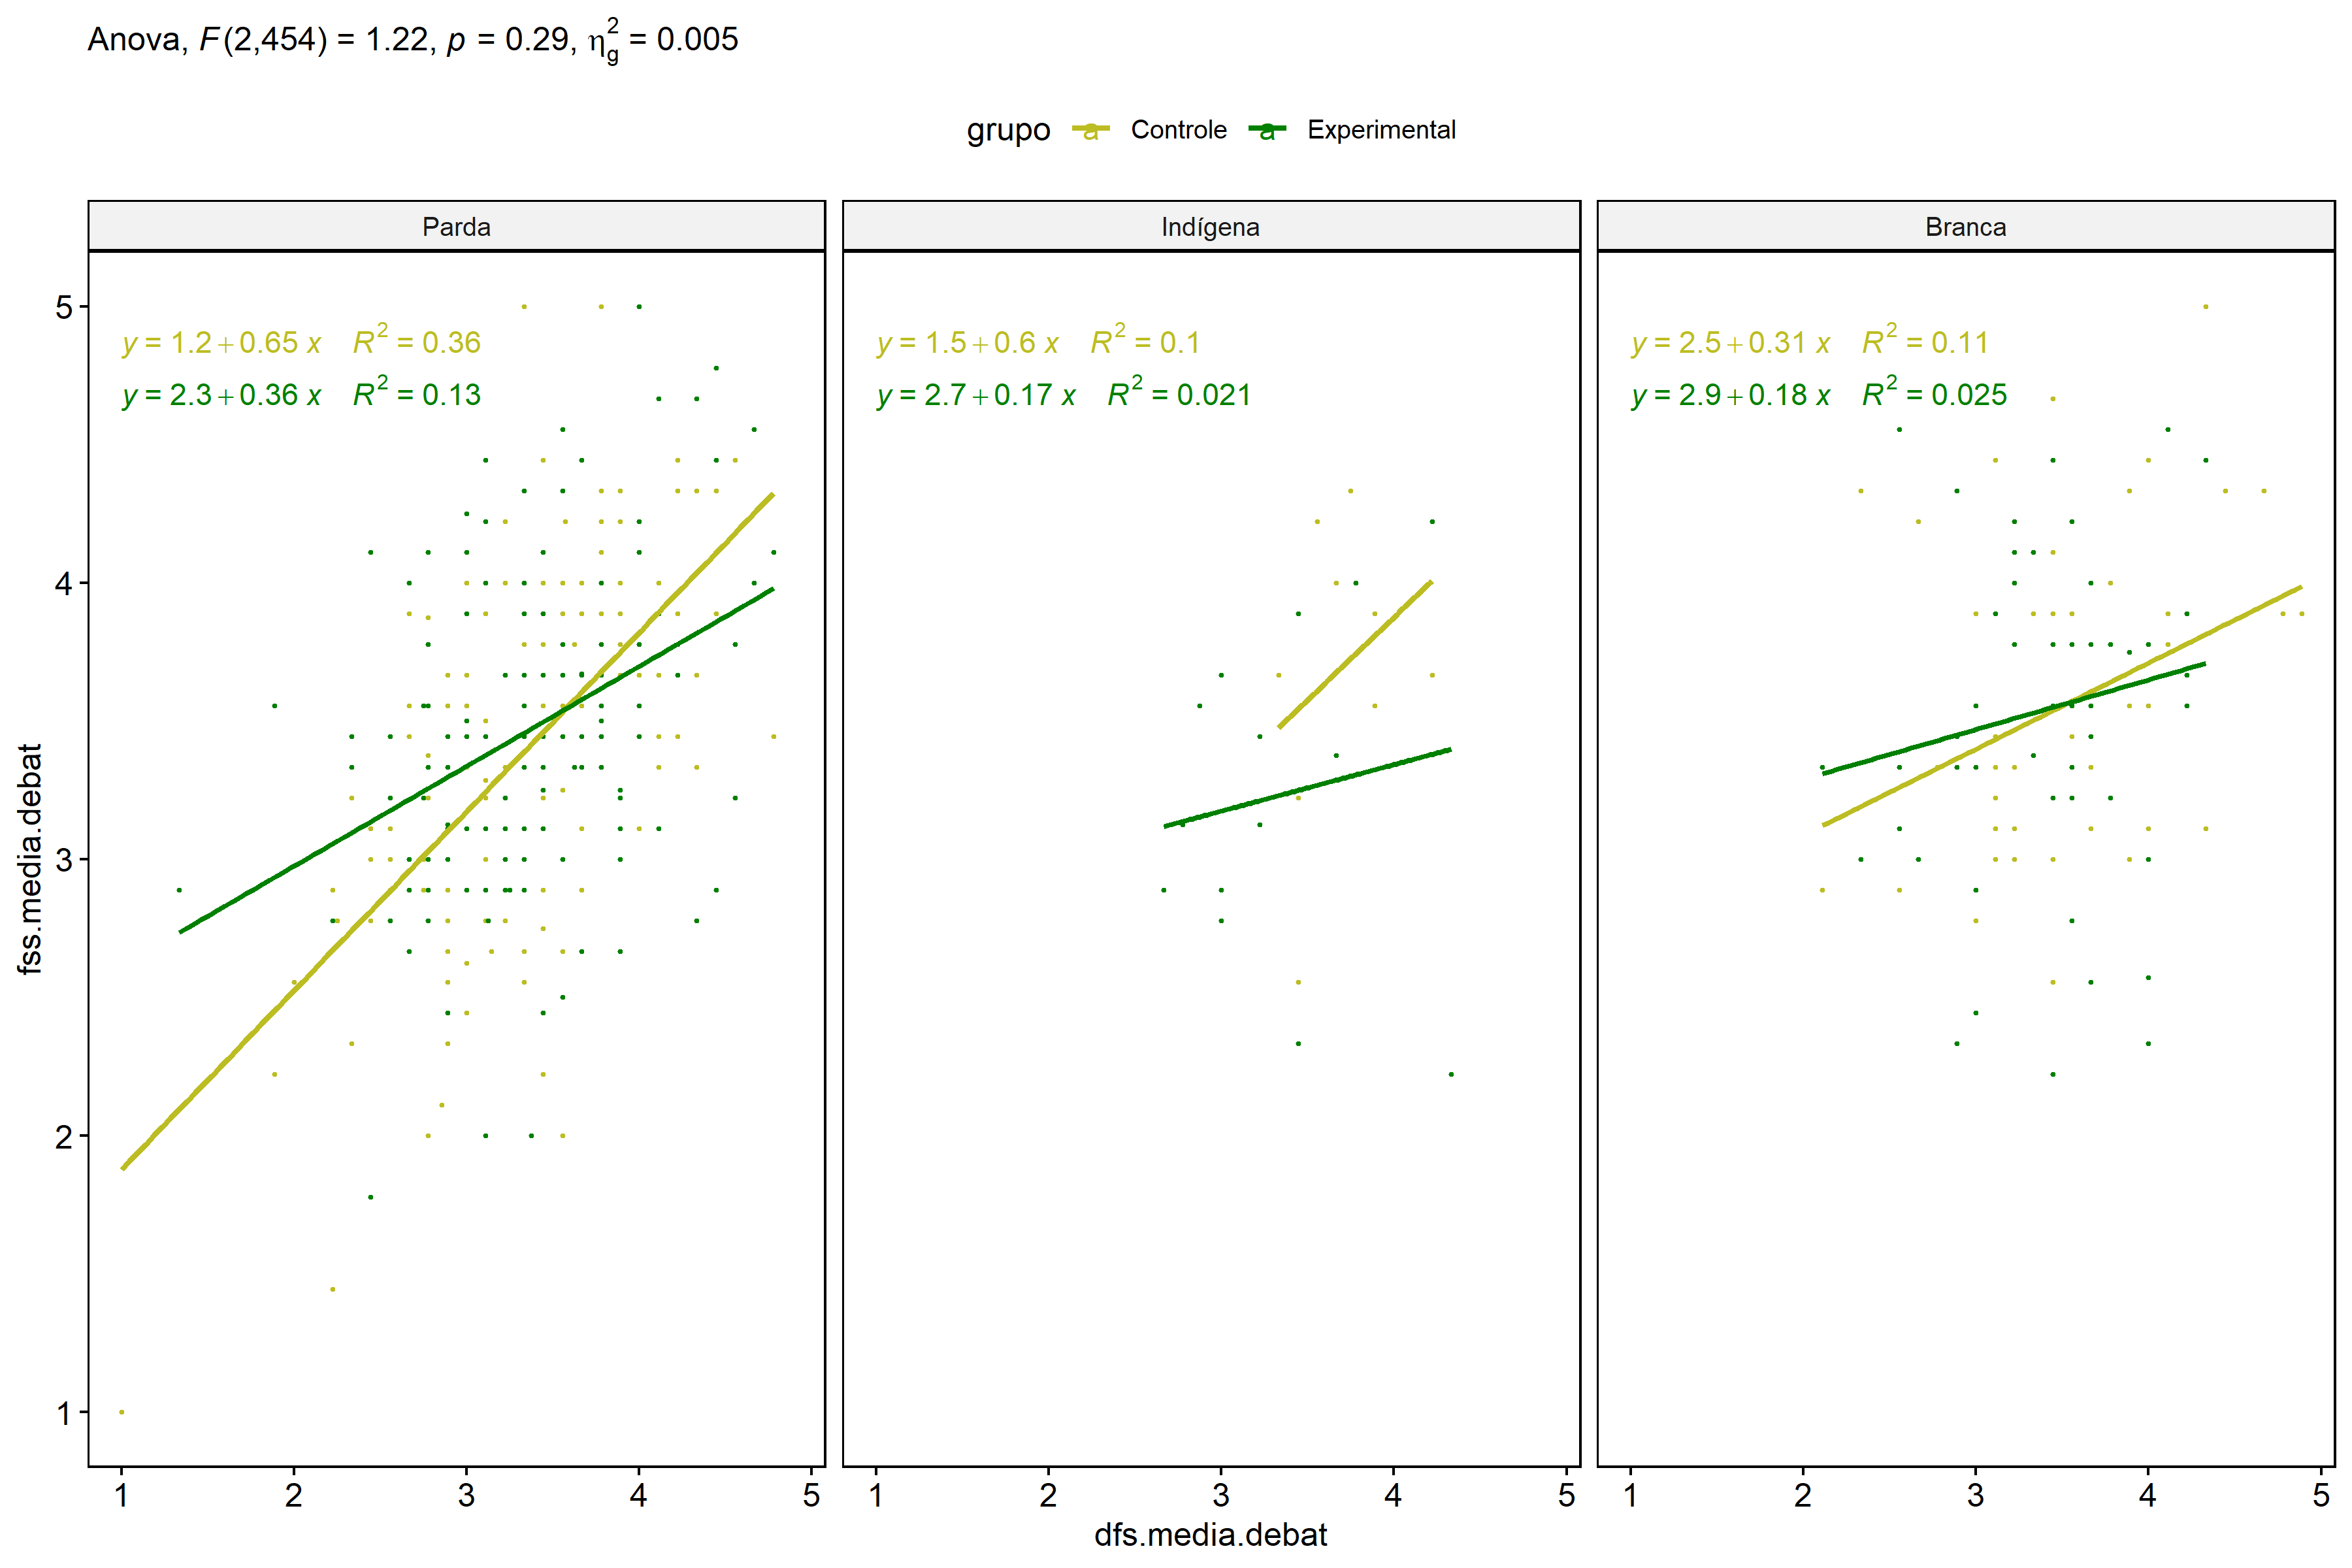 Anova, F(2,454) = 1.22, p = 0.29, η²g = 0.005
grupo a Controle a Experimental
Parda Indígena Branca
y = 1.2 + 0.65 x R² = 0.36
y = 2.3 + 0.36 x R² = 0.13
y = 1.5 + 0.6 x R² = 0.1
y = 2.7 + 0.17 x R² = 0.021
y = 2.5 + 0.31 x R² = 0.11
y = 2.9 + 0.18 x R² = 0.025
5
4
3
2
1
fss.media.debat
1 2 3 4 5 1 2 3 4 5 1 2 3 4 5
dfs.media.debat